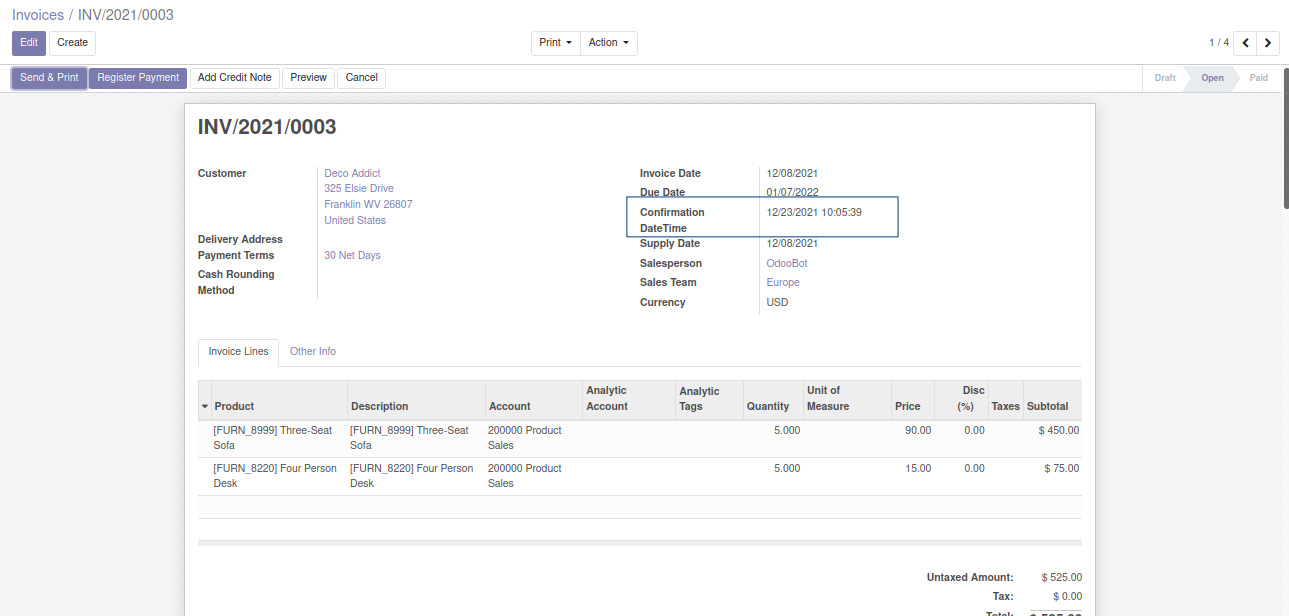 Invoices / INV/2021/0003
Edit Create Print Action 1 / 4
Send & Print Register Payment Add Credit Note Preview Cancel Draft Open Paid
INV/2021/0003
Customer Deco Addict Invoice Date 12/08/2021
325 Elsie Drive Due Date 01/07/2022
Franklin WV 26807 Confirmation 12/23/2021 10:05:39
United States DateTime
Delivery Address Supply Date 12/08/2021
Payment Terms 30 Net Days Salesperson OdooBot
Cash Rounding Sales Team Europe
Method Currency USD
Invoice Lines Other Info
Analytic Analytic Unit of Disc
Product Description Account Account Tags Quantity Measure Price (%) Taxes Subtotal
[FURN_8999] Three-Seat [FURN_8999] Three-Seat 200000 Product 5.000 90.00 0.00 $ 450.00
Sofa Sofa Sales
[FURN_8220] Four Person [FURN_8220] Four Person 200000 Product 5.000 15.00 0.00 $ 75.00
Desk Desk Sales
Untaxed Amount: $ 525.00
Tax: $ 0.00
Total: